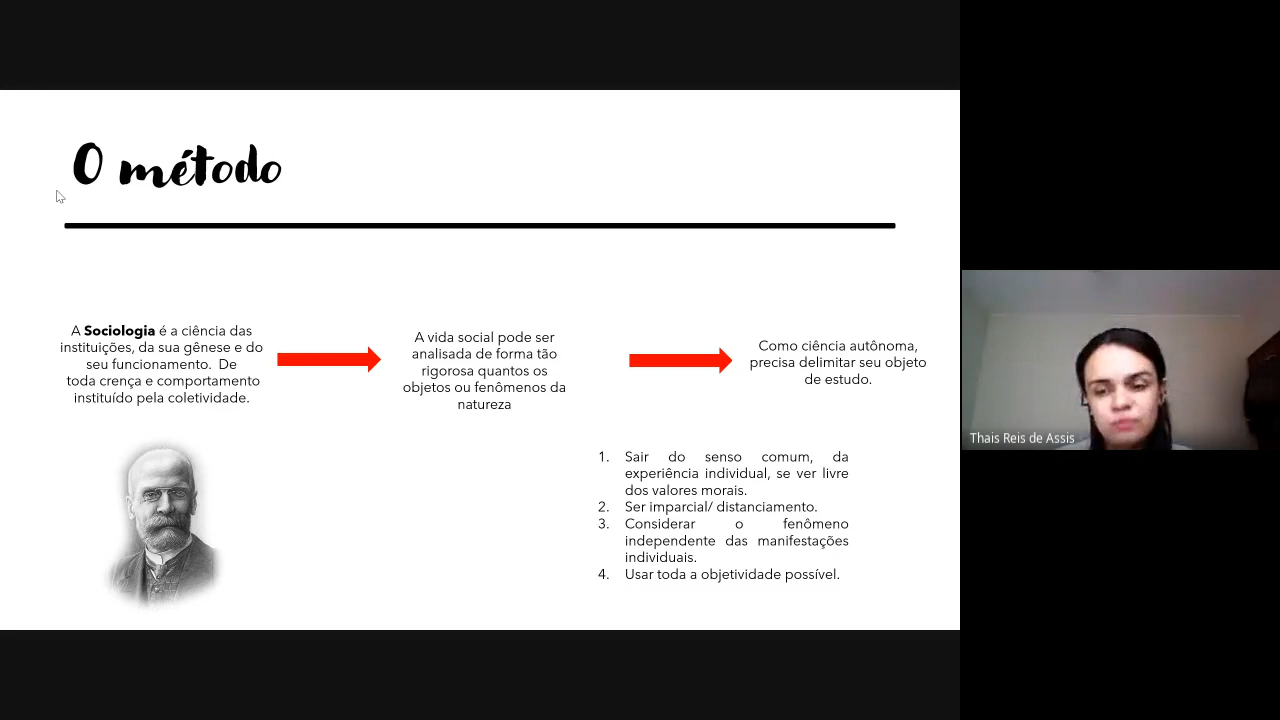 O método
A Sociologia é a ciência das
instituições, da sua gênese e do
seu funcionamento. De
toda crença e comportamento
instituído pela coletividade.
A vida social pode ser
analisada de forma tão
rigorosa quantos os
objetos ou fenômenos da
natureza
Como ciência autônoma,
precisa delimitar seu objeto
de estudo.
1. Sair do senso comum, da
experiência individual, se ver livre
dos valores morais.
2. Ser imparcial/ distanciamento.
3. Considerar o fenômeno
independente das manifestações
individuais.
4. Usar toda a objetividade possível.
Thais Reis de Assis